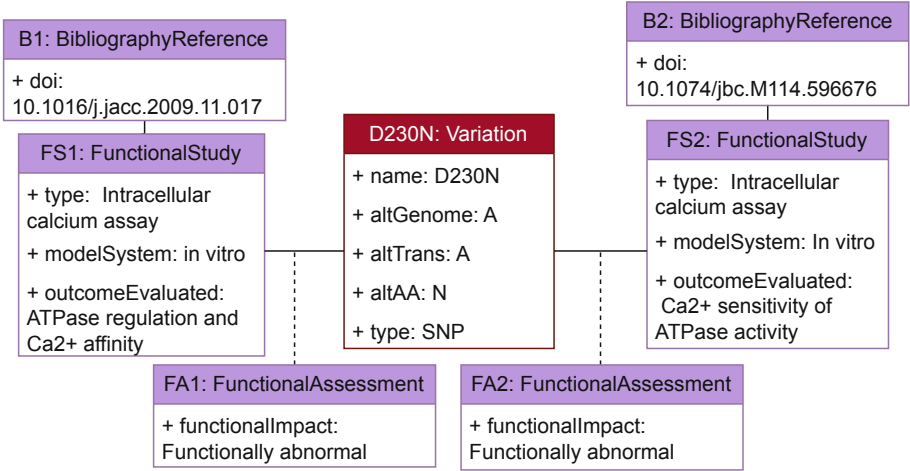 B1: BibliographyReference
+ doi:
10.1016/j.jacc.2009.11.017
B2: BibliographyReference
+ doi:
10.1074/jbc.M114.596676
FS1: FunctionalStudy
+ type:  Intracellular
calcium assay
+ modelSystem: in vitro
+ outcomeEvaluated:
ATPase regulation and
Ca2+ affinity
D230N: Variation
+ name: D230N
+ altGenome: A
+ altTrans: A
+ altAA: N
+ type: SNP
FS2: FunctionalStudy
+ type:  Intracellular
calcium assay
+ modelSystem: In vitro
+ outcomeEvaluated:
Ca2+ sensitivity of
ATPase activity
FA1: FunctionalAssessment
+ functionalImpact:
Functionally abnormal
FA2: FunctionalAssessment
+ functionalImpact:
Functionally abnormal